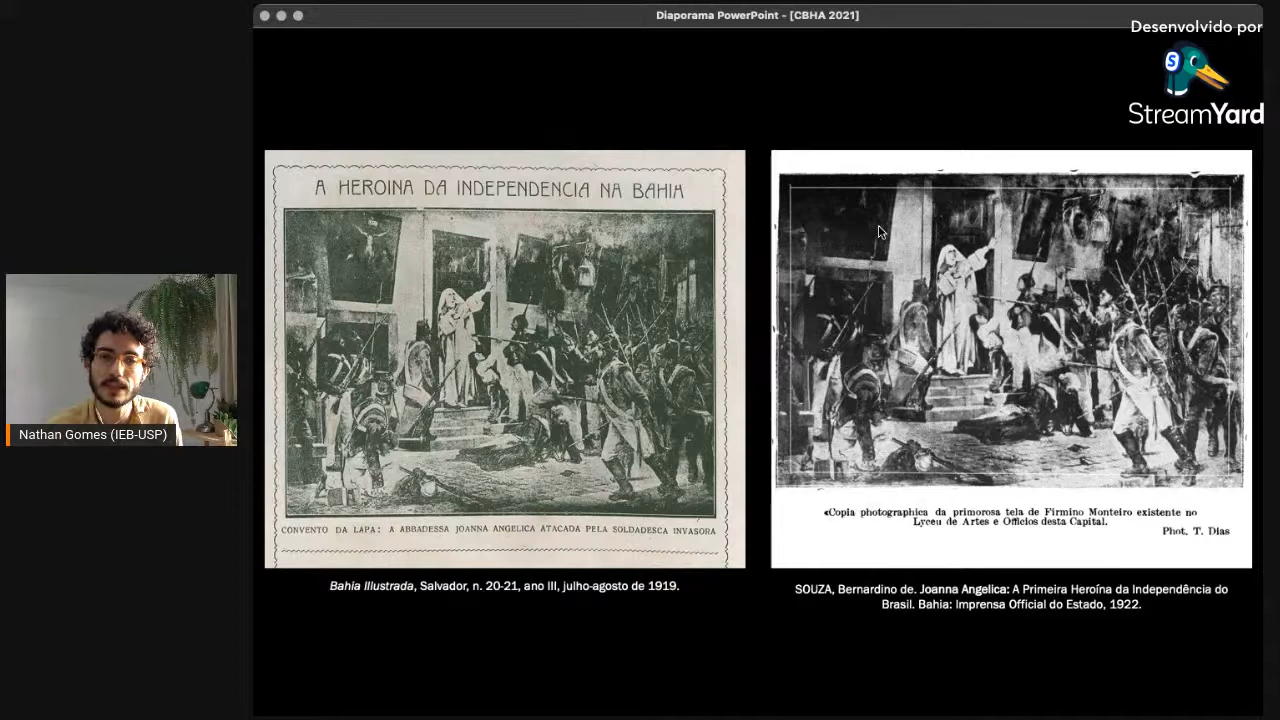 Diaporama PowerPoint - [CBHA 2021]
Desenvolvido por
S
StreamYard
A HEROINA DA INDEPENDENCIA NA BAHIA
CONVENTO DA LAPA: A ABBADESSA JOANNA ANGELICA ATACADA PELA SOLDADESCA INVASORA
Bahia Illustrada, Salvador, n. 20-21, ano III, julho-agosto de 1919.
«Copia photographica da primorosa tela de Firmino Monteiro existente no
Lyceu de Artes e Officios desta Capital.
Phot. T. Dias
SOUZA, Bernardino de. Joanna Angelica: A Primeira Heroína da Independência do
Brasil. Bahia: Imprensa Official do Estado, 1922.
Nathan Gomes (IEB-USP)